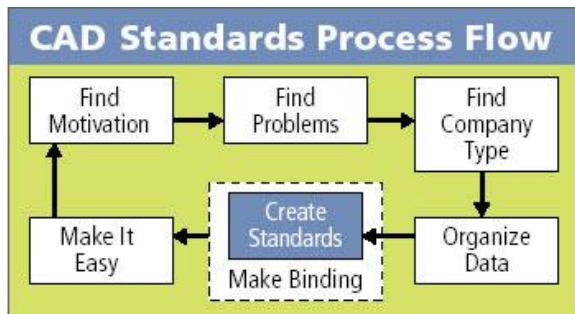 CAD Standards Process Flow
Find
Motivation
Find
Problems
Find
Company
Type
Make It
Easy
Create
Standards
Make Binding
Organize
Data